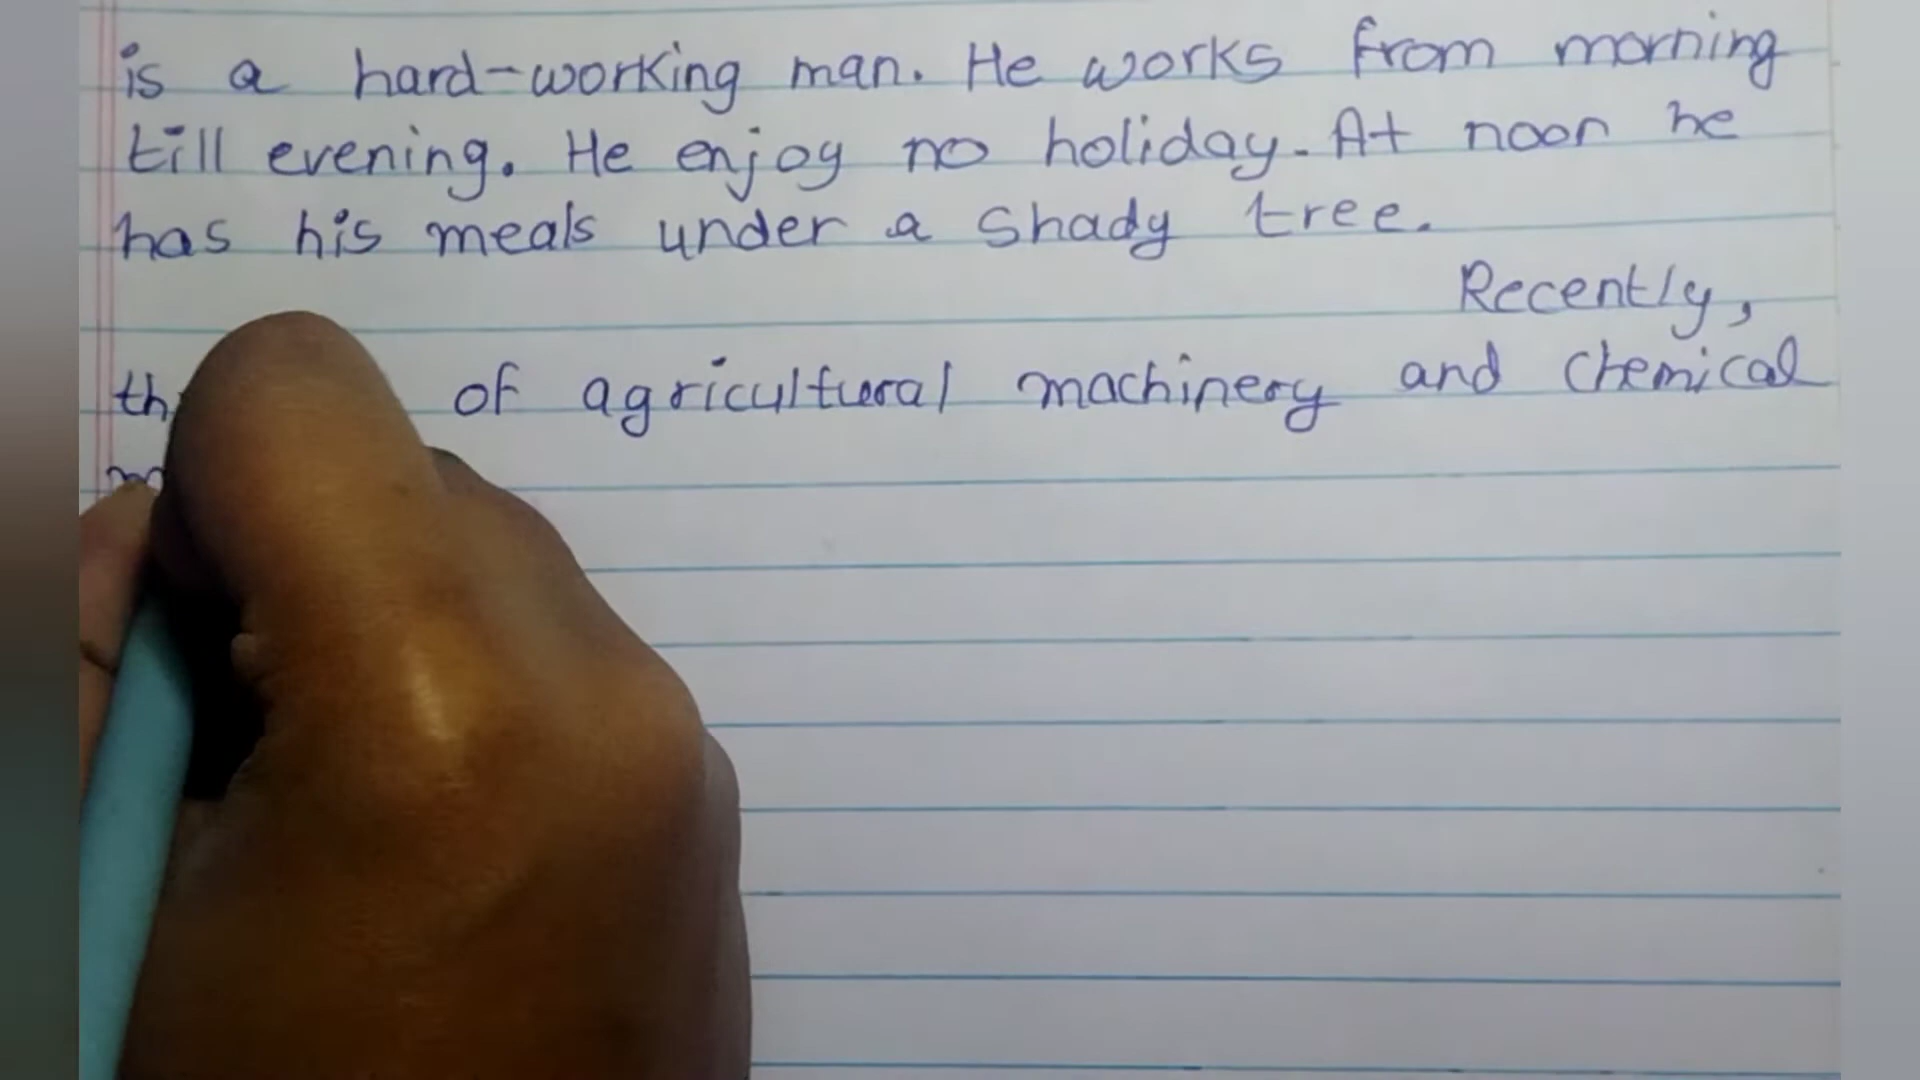 is a hard-working man. He works from morning
till evening. He enjoy no holiday. At noon he
has his meals under a shady tree.
Recently,
of agricultural machinery and chemical